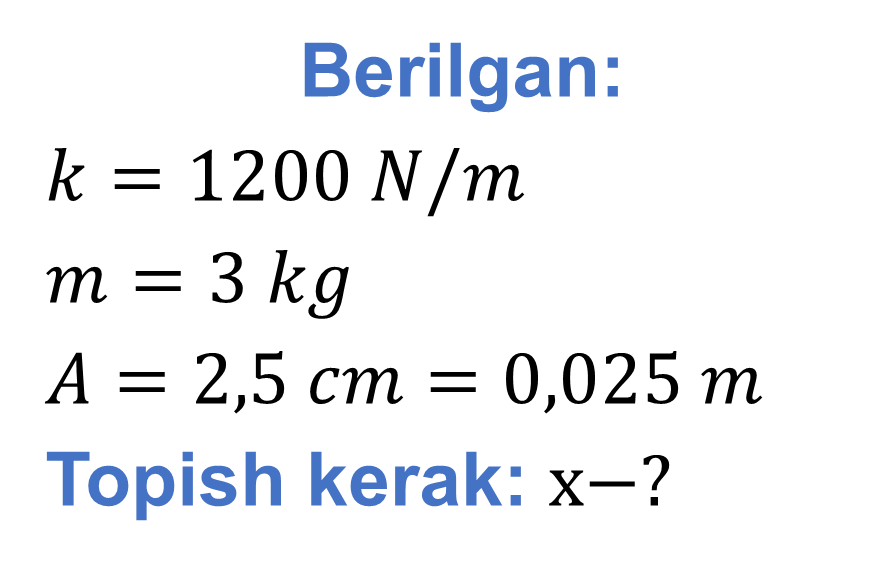 Berilgan:
k = 1200 N/m
m = 3 kg
A = 2,5 cm = 0,025 m
Topish kerak: x−?